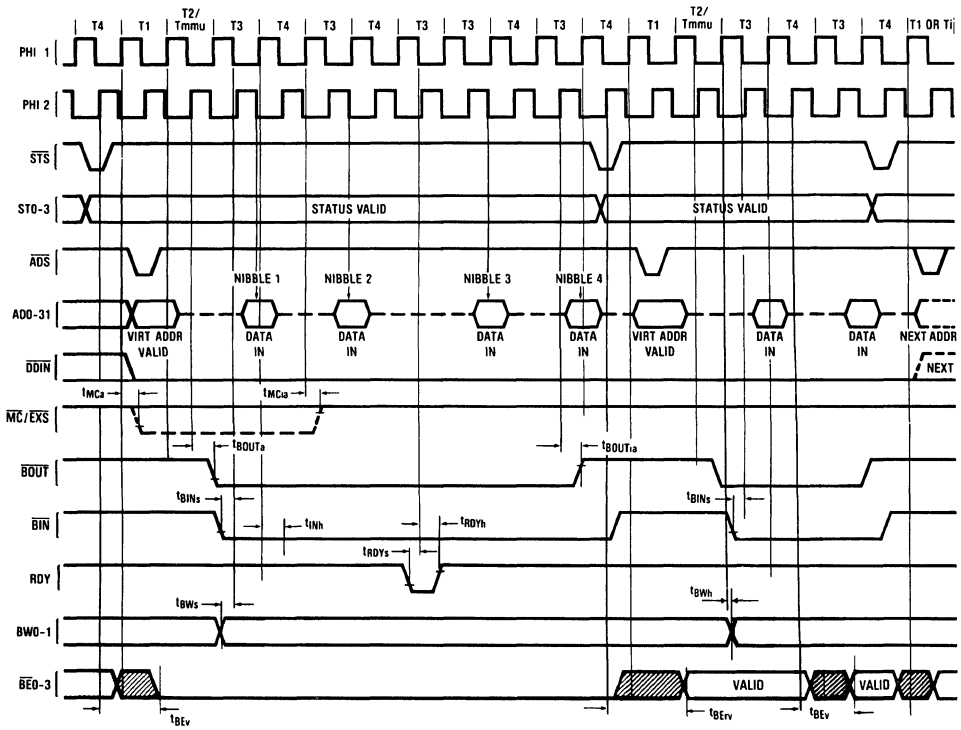 T2/ T2/
T4 T1 Tmmu T3 T4 T3 T4 T3 T3 T4 T3 T4 T1 Tmmu T3 T4 T3 T4 T1 OR Ti
PHI 1
PHI 2
STS
ST0-3 STATUS VALID STATUS VALID
ADS
NIBBLE 1 NIBBLE 2 NIBBLE 3 NIBBLE 4
AD0-31
VIRT ADDR VALID DATA IN DATA IN DATA IN DATA IN VIRT ADDR VALID DATA IN DATA IN NEXT ADDR
DDIN NEXT
tMCa tMCia
MC/EXS
tBOUTa tBOUTia
BOUT
tBINs tBINs
BIN tINh tRDYh
tRDYs
RDY
tBWs tBWh
BW0-1
BE0-3 VALID VALID
tBEv tBErv tBEv